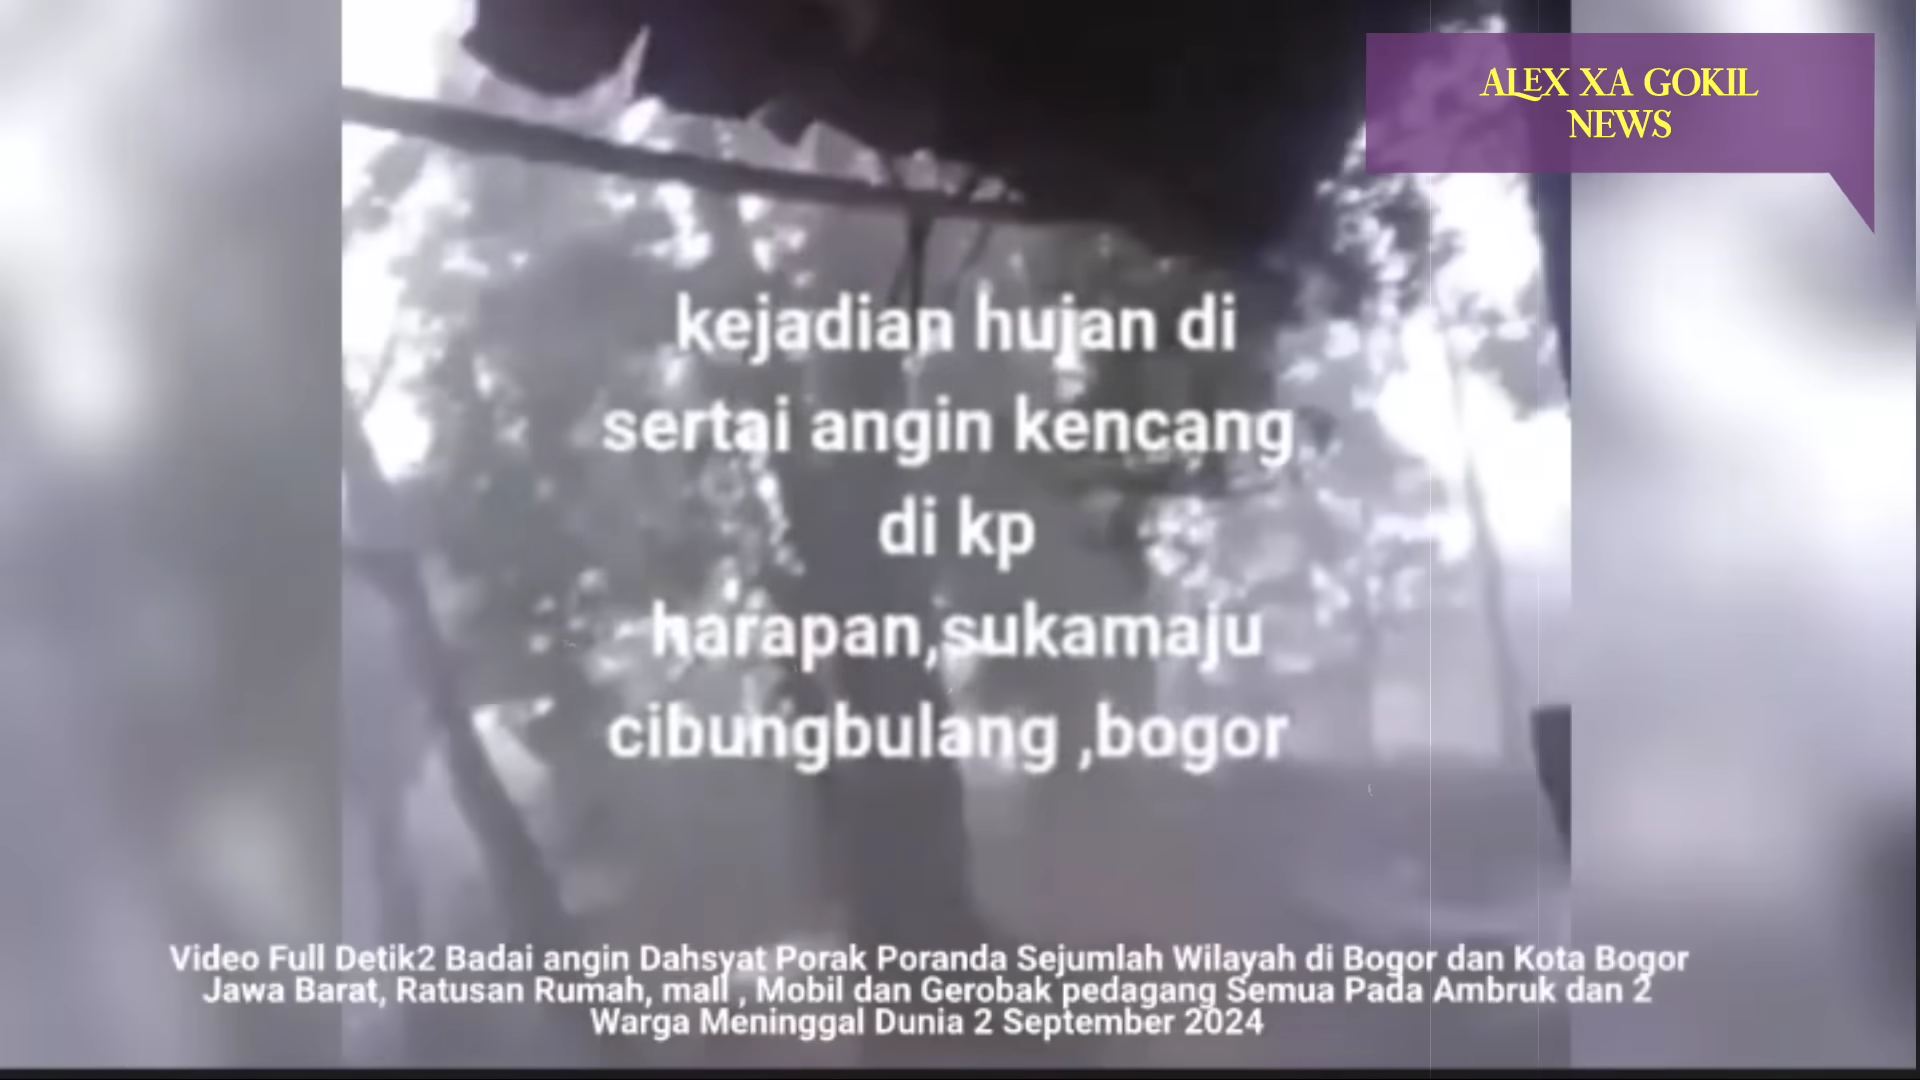 ALEX XA GOKIL
NEWS
kejadian hujan di
sertai angin kencang
di kp
harapan,sukamaju
cibungbulang ,bogor
Video Full Detik2 Badai angin Dahsyat Porak Poranda Sejumlah Wilayah di Bogor dan Kota Bogor
Jawa Barat, Ratusan Rumah, mall , Mobil dan Gerobak pedagang Semua Pada Ambruk dan 2
Warga Meninggal Dunia 2 September 2024